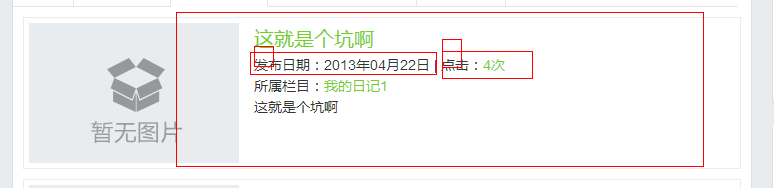 暂无图片
这就是个坑啊
发布日期：2013年04月22日 | 点击：4次
所属栏目：我的日记1
这就是个坑啊